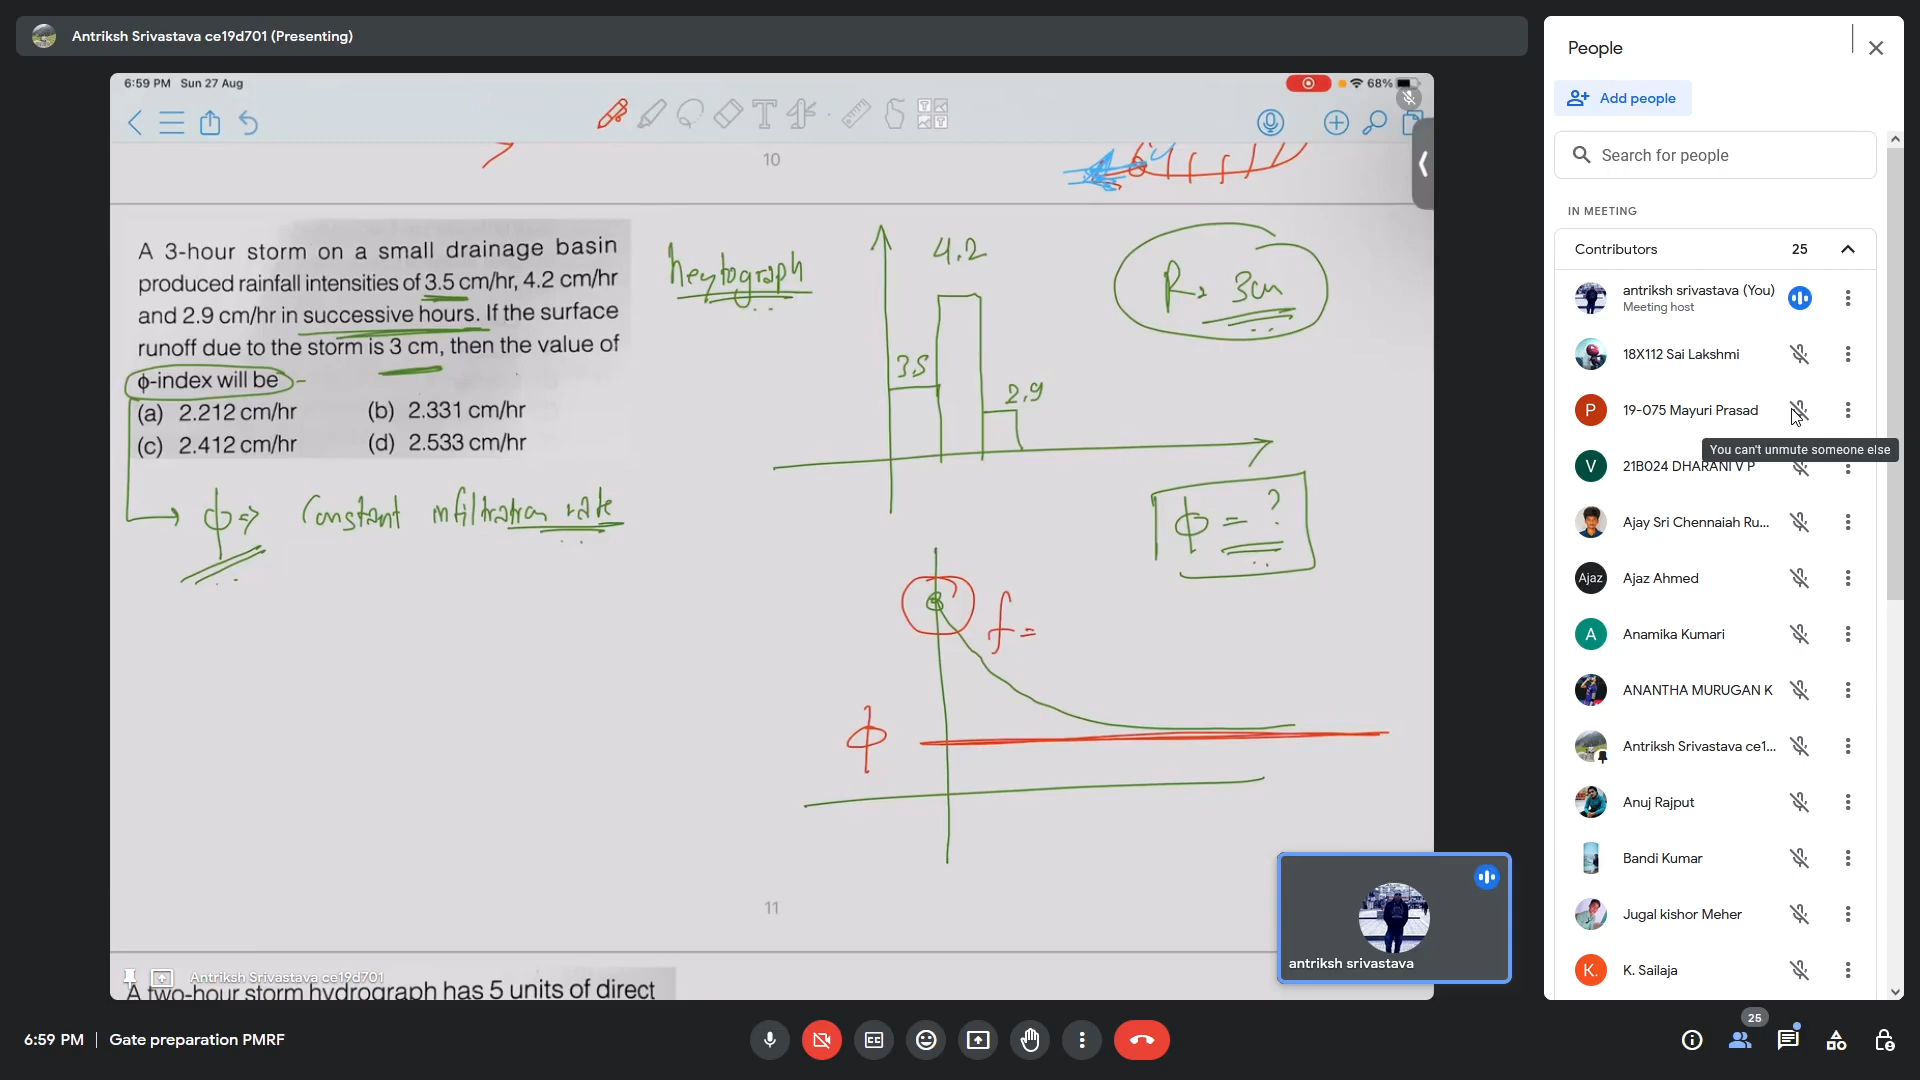 Antriksh Srivastava ce19d701 (Presenting)
6:59 PM Sun 27 Aug
68%
10
A 3-hour storm on a small drainage basin
produced rainfall intensities of 3.5 cm/hr, 4.2 cm/hr
and 2.9 cm/hr in successive hours. If the surface
runoff due to the storm is 3 cm, then the value of
ϕ-index will be
(a) 2.212 cm/hr (b) 2.331 cm/hr
(c) 2.412 cm/hr (d) 2.533 cm/hr
heytograph
4.2
3.5
2.9
R = 3cm
ϕ ⇒ Constant infiltration rate
ϕ = ?
f =
ϕ
11
Antriksh Srivastava ce19d701
A two-hour storm hydrograph has 5 units of direct
antriksh srivastava
People
Add people
Search for people
IN MEETING
Contributors 25
antriksh srivastava (You)
Meeting host
18X112 Sai Lakshmi
P 19-075 Mayuri Prasad
You can't unmute someone else
V 21B024 DHARANI V P
Ajay Sri Chennaiah Ru...
Ajaz Ajaz Ahmed
A Anamika Kumari
ANANTHA MURUGAN K
Antriksh Srivastava ce1...
Anuj Rajput
Bandi Kumar
Jugal kishor Meher
K. K. Sailaja
6:59 PM | Gate preparation PMRF
25